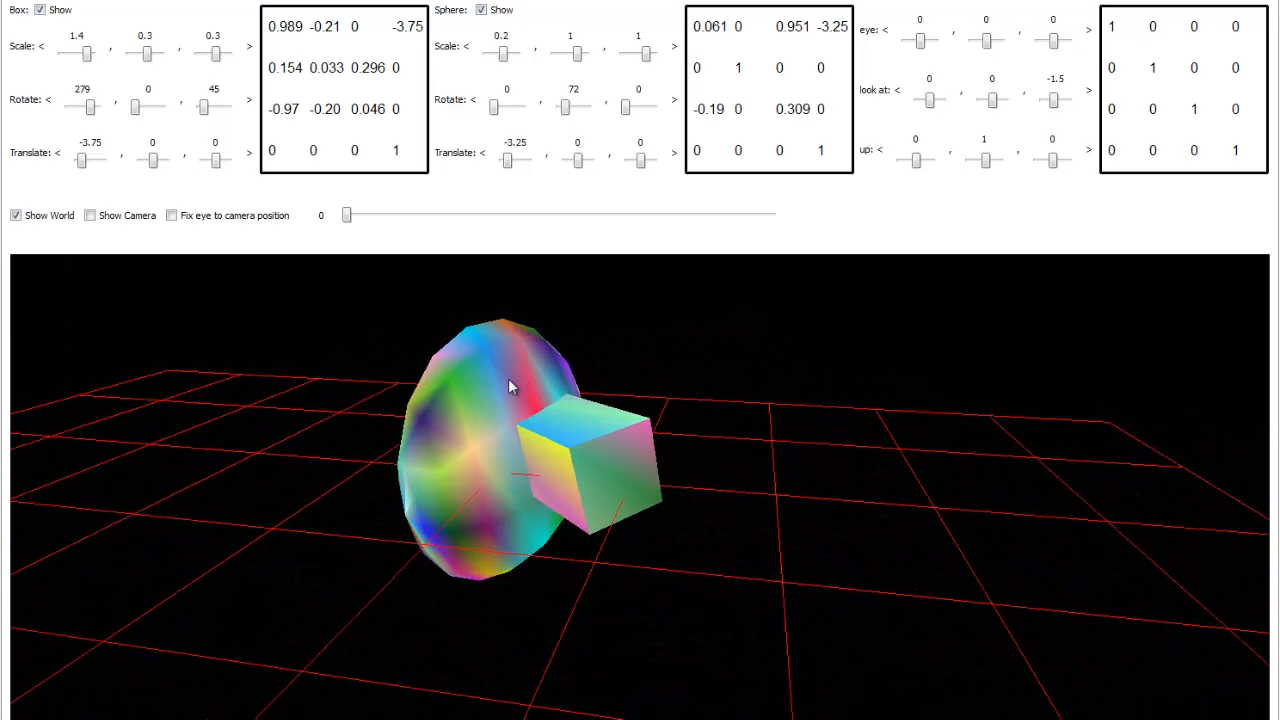 Box: Show
1.4 0.3 0.3
Scale: < , , >
279 0 45
Rotate: < , , >
-3.75 0 0
Translate: < , , >
0.989 -0.21 0 -3.75
0.154 0.033 0.296 0
-0.97 -0.20 0.046 0
0 0 0 1
Sphere: Show
0.2 1 1
Scale: < , , >
0 72 0
Rotate: < , , >
-3.25 0 0
Translate: < , , >
0.061 0 0.951 -3.25
0 1 0 0
-0.19 0 0.309 0
0 0 0 1
0 0 0
eye: < , , >
0 0 -1.5
look at: < , , >
0 1 0
up: < , , >
1 0 0 0
0 1 0 0
0 0 1 0
0 0 0 1
Show World Show Camera Fix eye to camera position 0